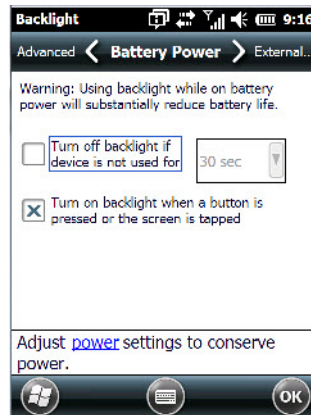 Backlight 9:16
Advanced Battery Power External...
Warning: Using backlight while on battery
power will substantially reduce battery life.
Turn off backlight if
device is not used for
30 sec
Turn on backlight when a button is
pressed or the screen is tapped
Adjust power settings to conserve
power.
OK